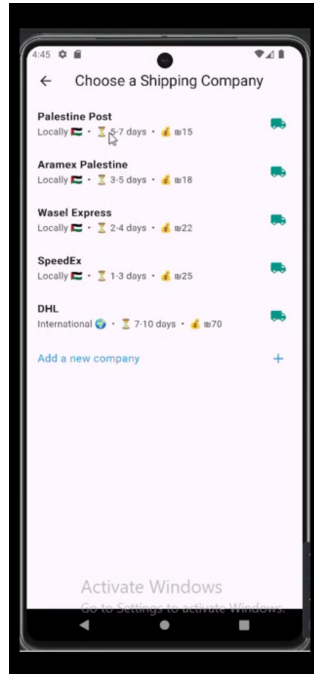 4:45
Choose a Shipping Company
Palestine Post
Locally 🇵🇸 • ⏳ 5-7 days • 💰 ₪15
Aramex Palestine
Locally 🇵🇸 • ⏳ 3-5 days • 💰 ₪18
Wasel Express
Locally 🇵🇸 • ⏳ 2-4 days • 💰 ₪22
SpeedEx
Locally 🇵🇸 • ⏳ 1-3 days • 💰 ₪25
DHL
International 🌍 • ⏳ 7-10 days • 💰 ₪70
Add a new company +
Activate Windows
Go to Settings to activate Windows.